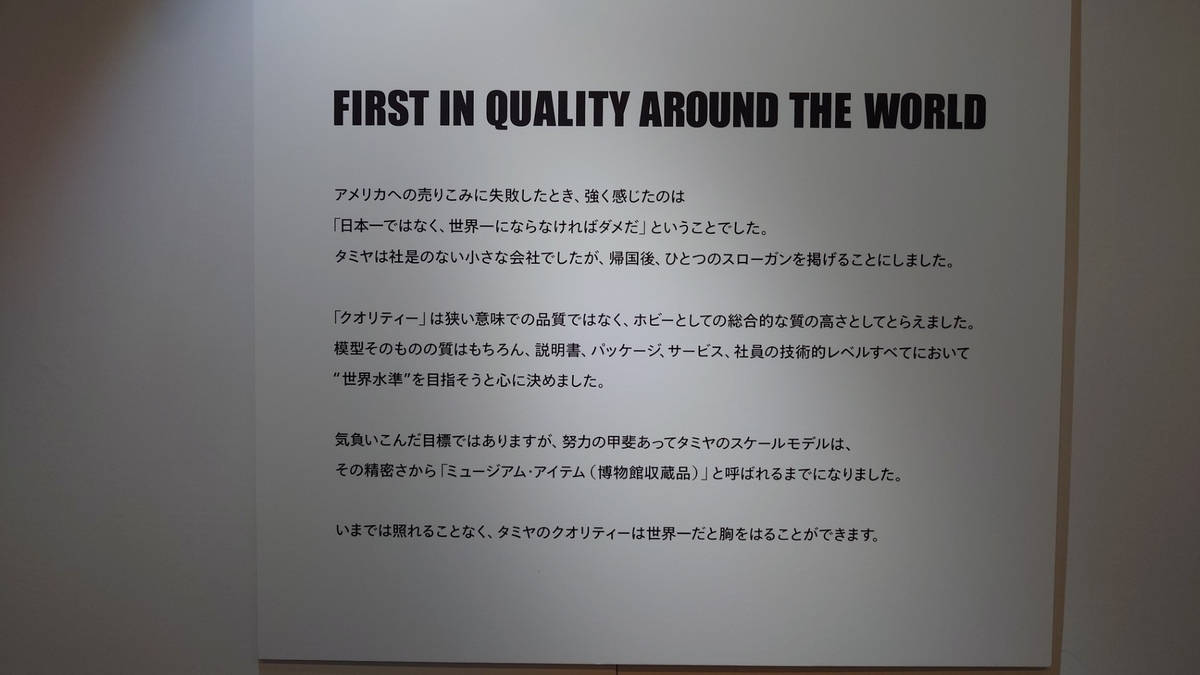 FIRST IN QUALITY AROUND THE WORLD
アメリカへの売りこみに失敗したとき、強く感じたのは
「日本一ではなく、世界一にならなければダメだ」ということでした。
タミヤは社是のない小さな会社でしたが、帰国後、ひとつのスローガンを掲げることにしました。
「クオリティー」は狭い意味での品質ではなく、ホビーとしての総合的な質の高さとしてとらえました。
模型そのものの質はもちろん、説明書、パッケージ、サービス、社員の技術的レベルすべてにおいて
“世界水準”を目指そうと心に決めました。
気負いこんだ目標ではありますが、努力の甲斐あってタミヤのスケールモデルは、
その精密さから「ミュージアム・アイテム（博物館収蔵品）」と呼ばれるまでになりました。
いまでは照れることなく、タミヤのクオリティーは世界一だと胸をはることができます。